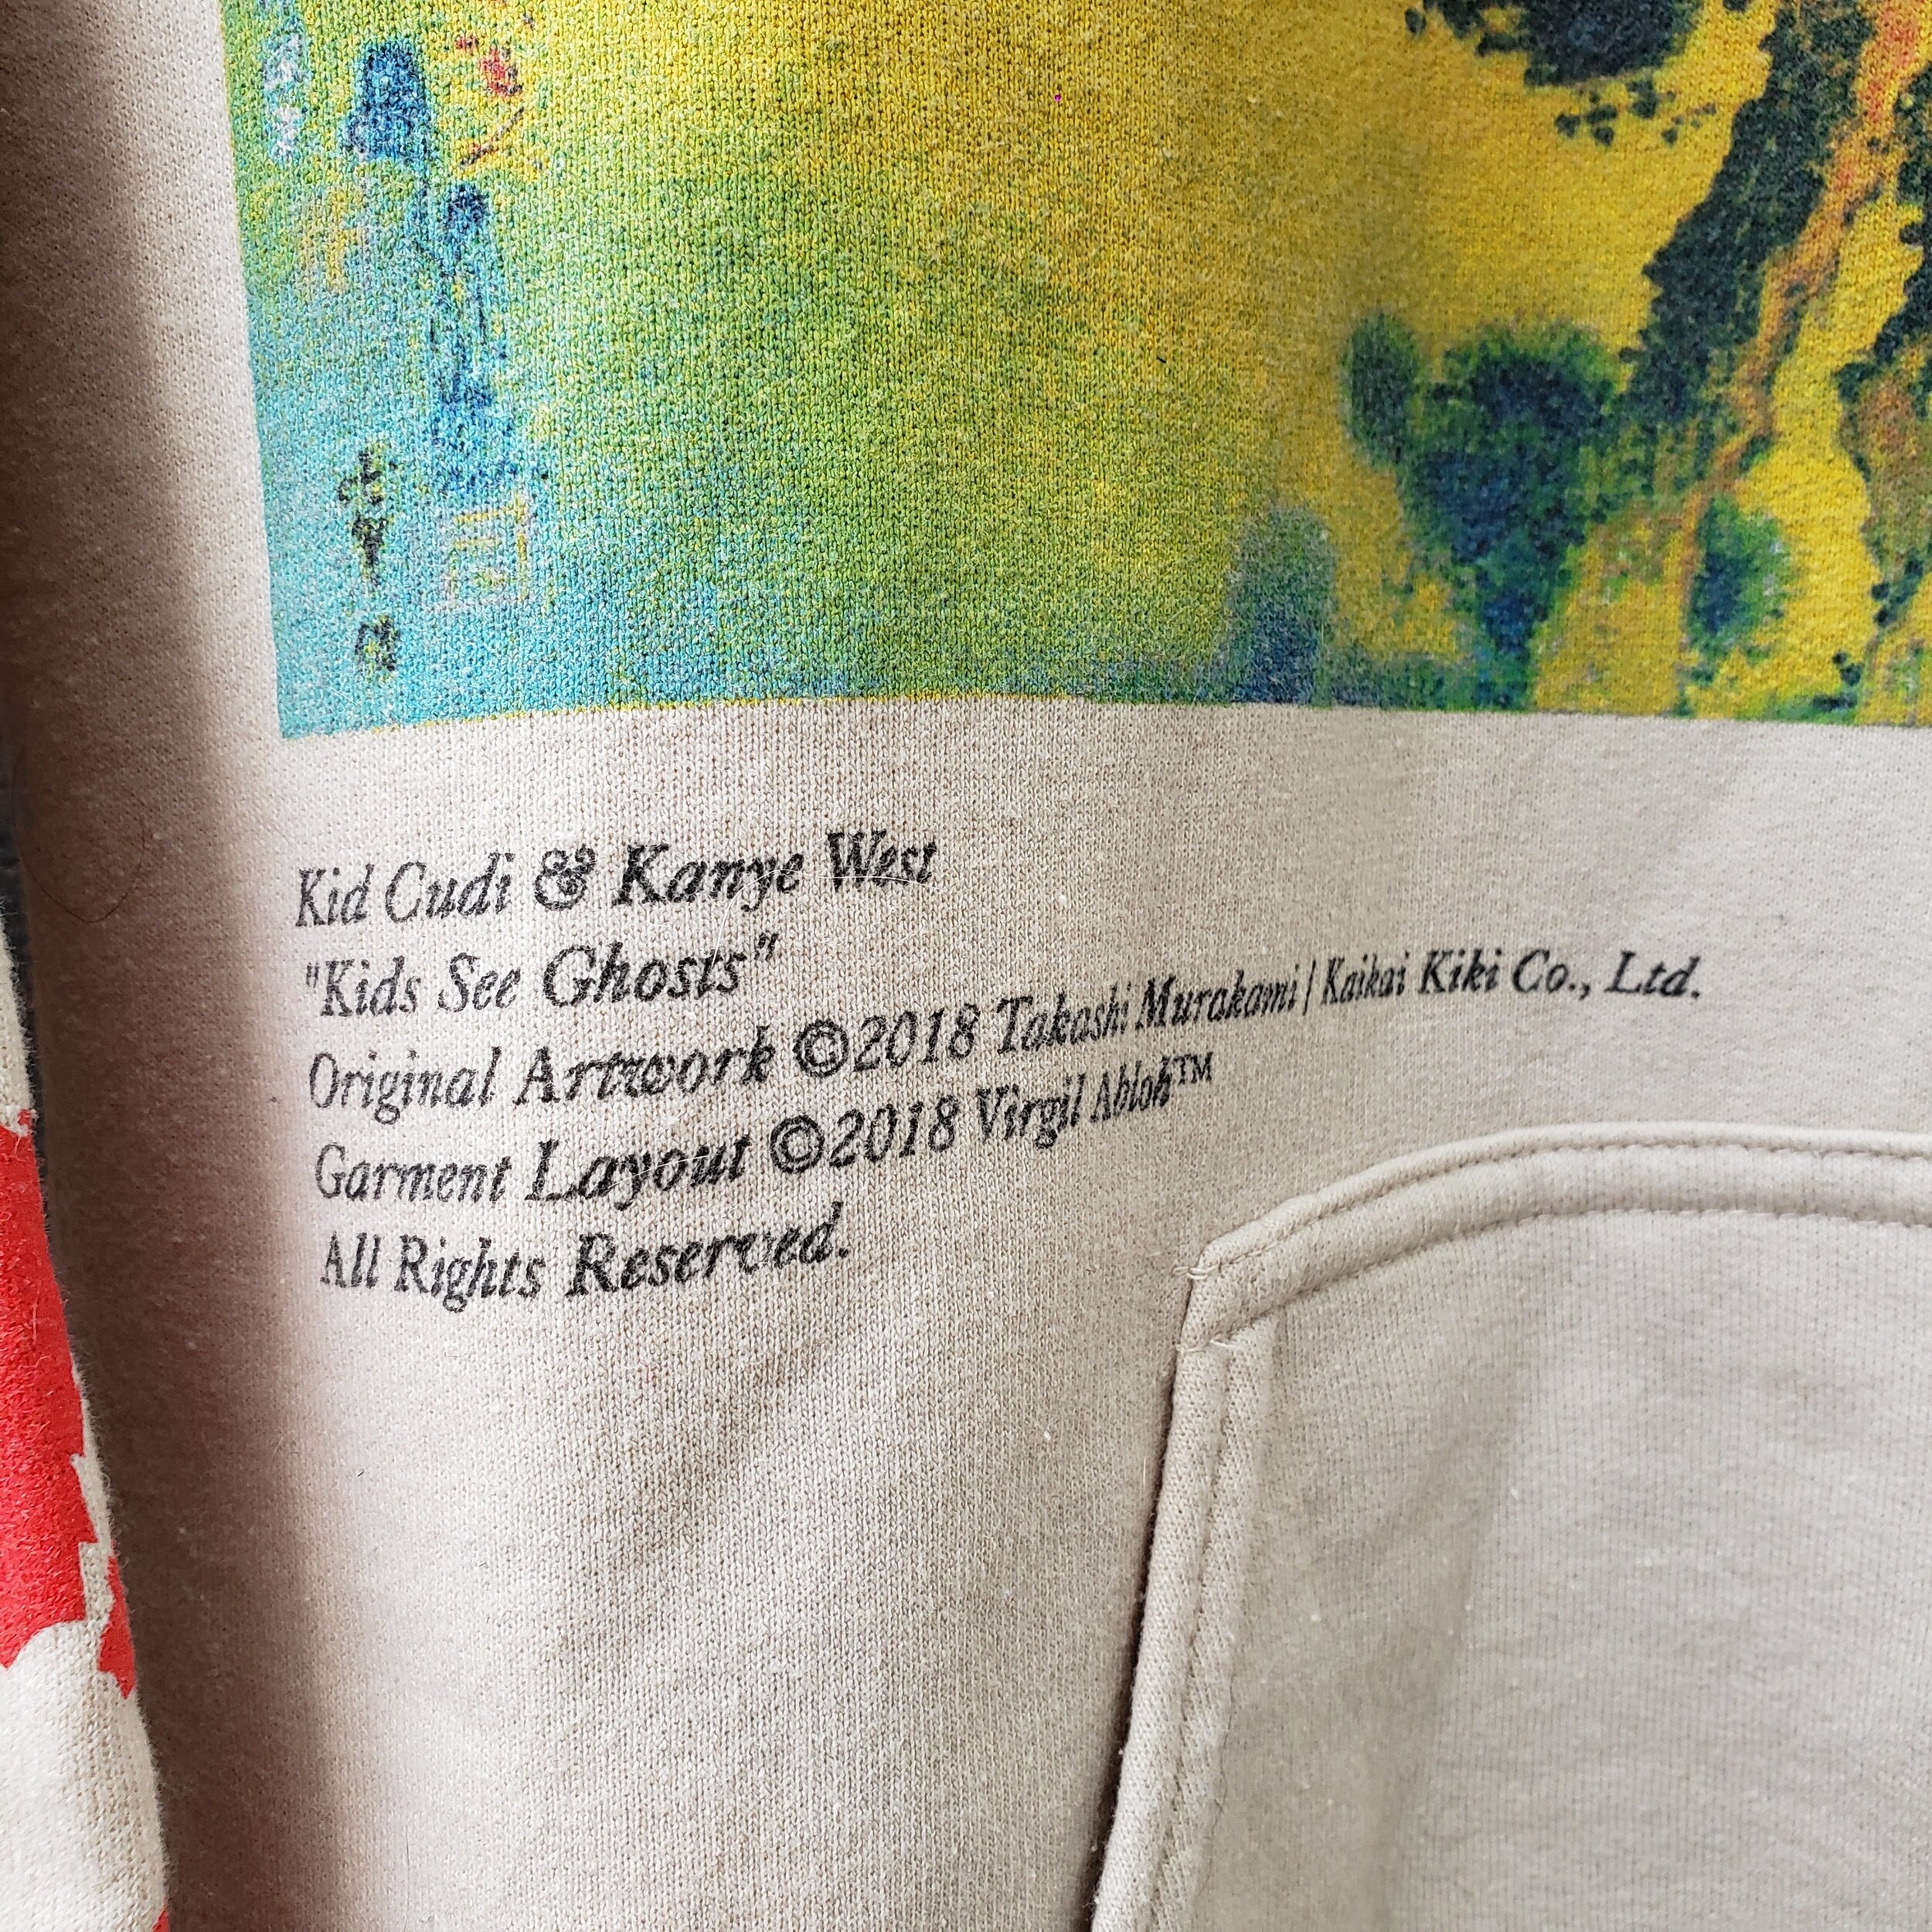 Kid Cudi & Kanye West
"Kids See Ghosts"
Original Artwork ©2018 Takashi Murakami | Kaikai Kiki Co., Ltd.
Garment Layout ©2018 Virgil Abloh™
All Rights Reserved.